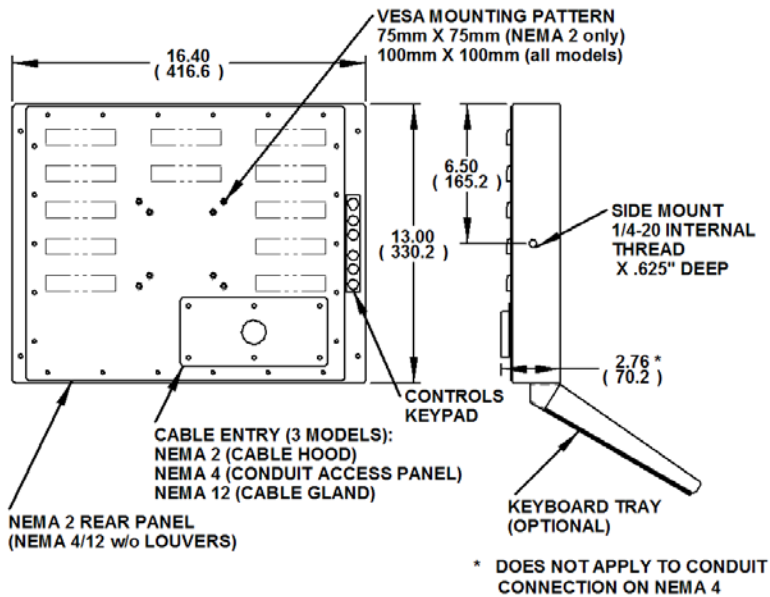 VESA MOUNTING PATTERN
75mm X 75mm (NEMA 2 only)
100mm X 100mm (all models)
16.40
( 416.6 )
6.50
( 165.2 )
13.00
( 330.2 )
SIDE MOUNT
1/4-20 INTERNAL
THREAD
X .625" DEEP
2.76 *
( 70.2 )
CONTROLS
KEYPAD
CABLE ENTRY (3 MODELS):
NEMA 2 (CABLE HOOD)
NEMA 4 (CONDUIT ACCESS PANEL)
NEMA 12 (CABLE GLAND)
KEYBOARD TRAY
(OPTIONAL)
NEMA 2 REAR PANEL
(NEMA 4/12 w/o LOUVERS)
* DOES NOT APPLY TO CONDUIT
CONNECTION ON NEMA 4